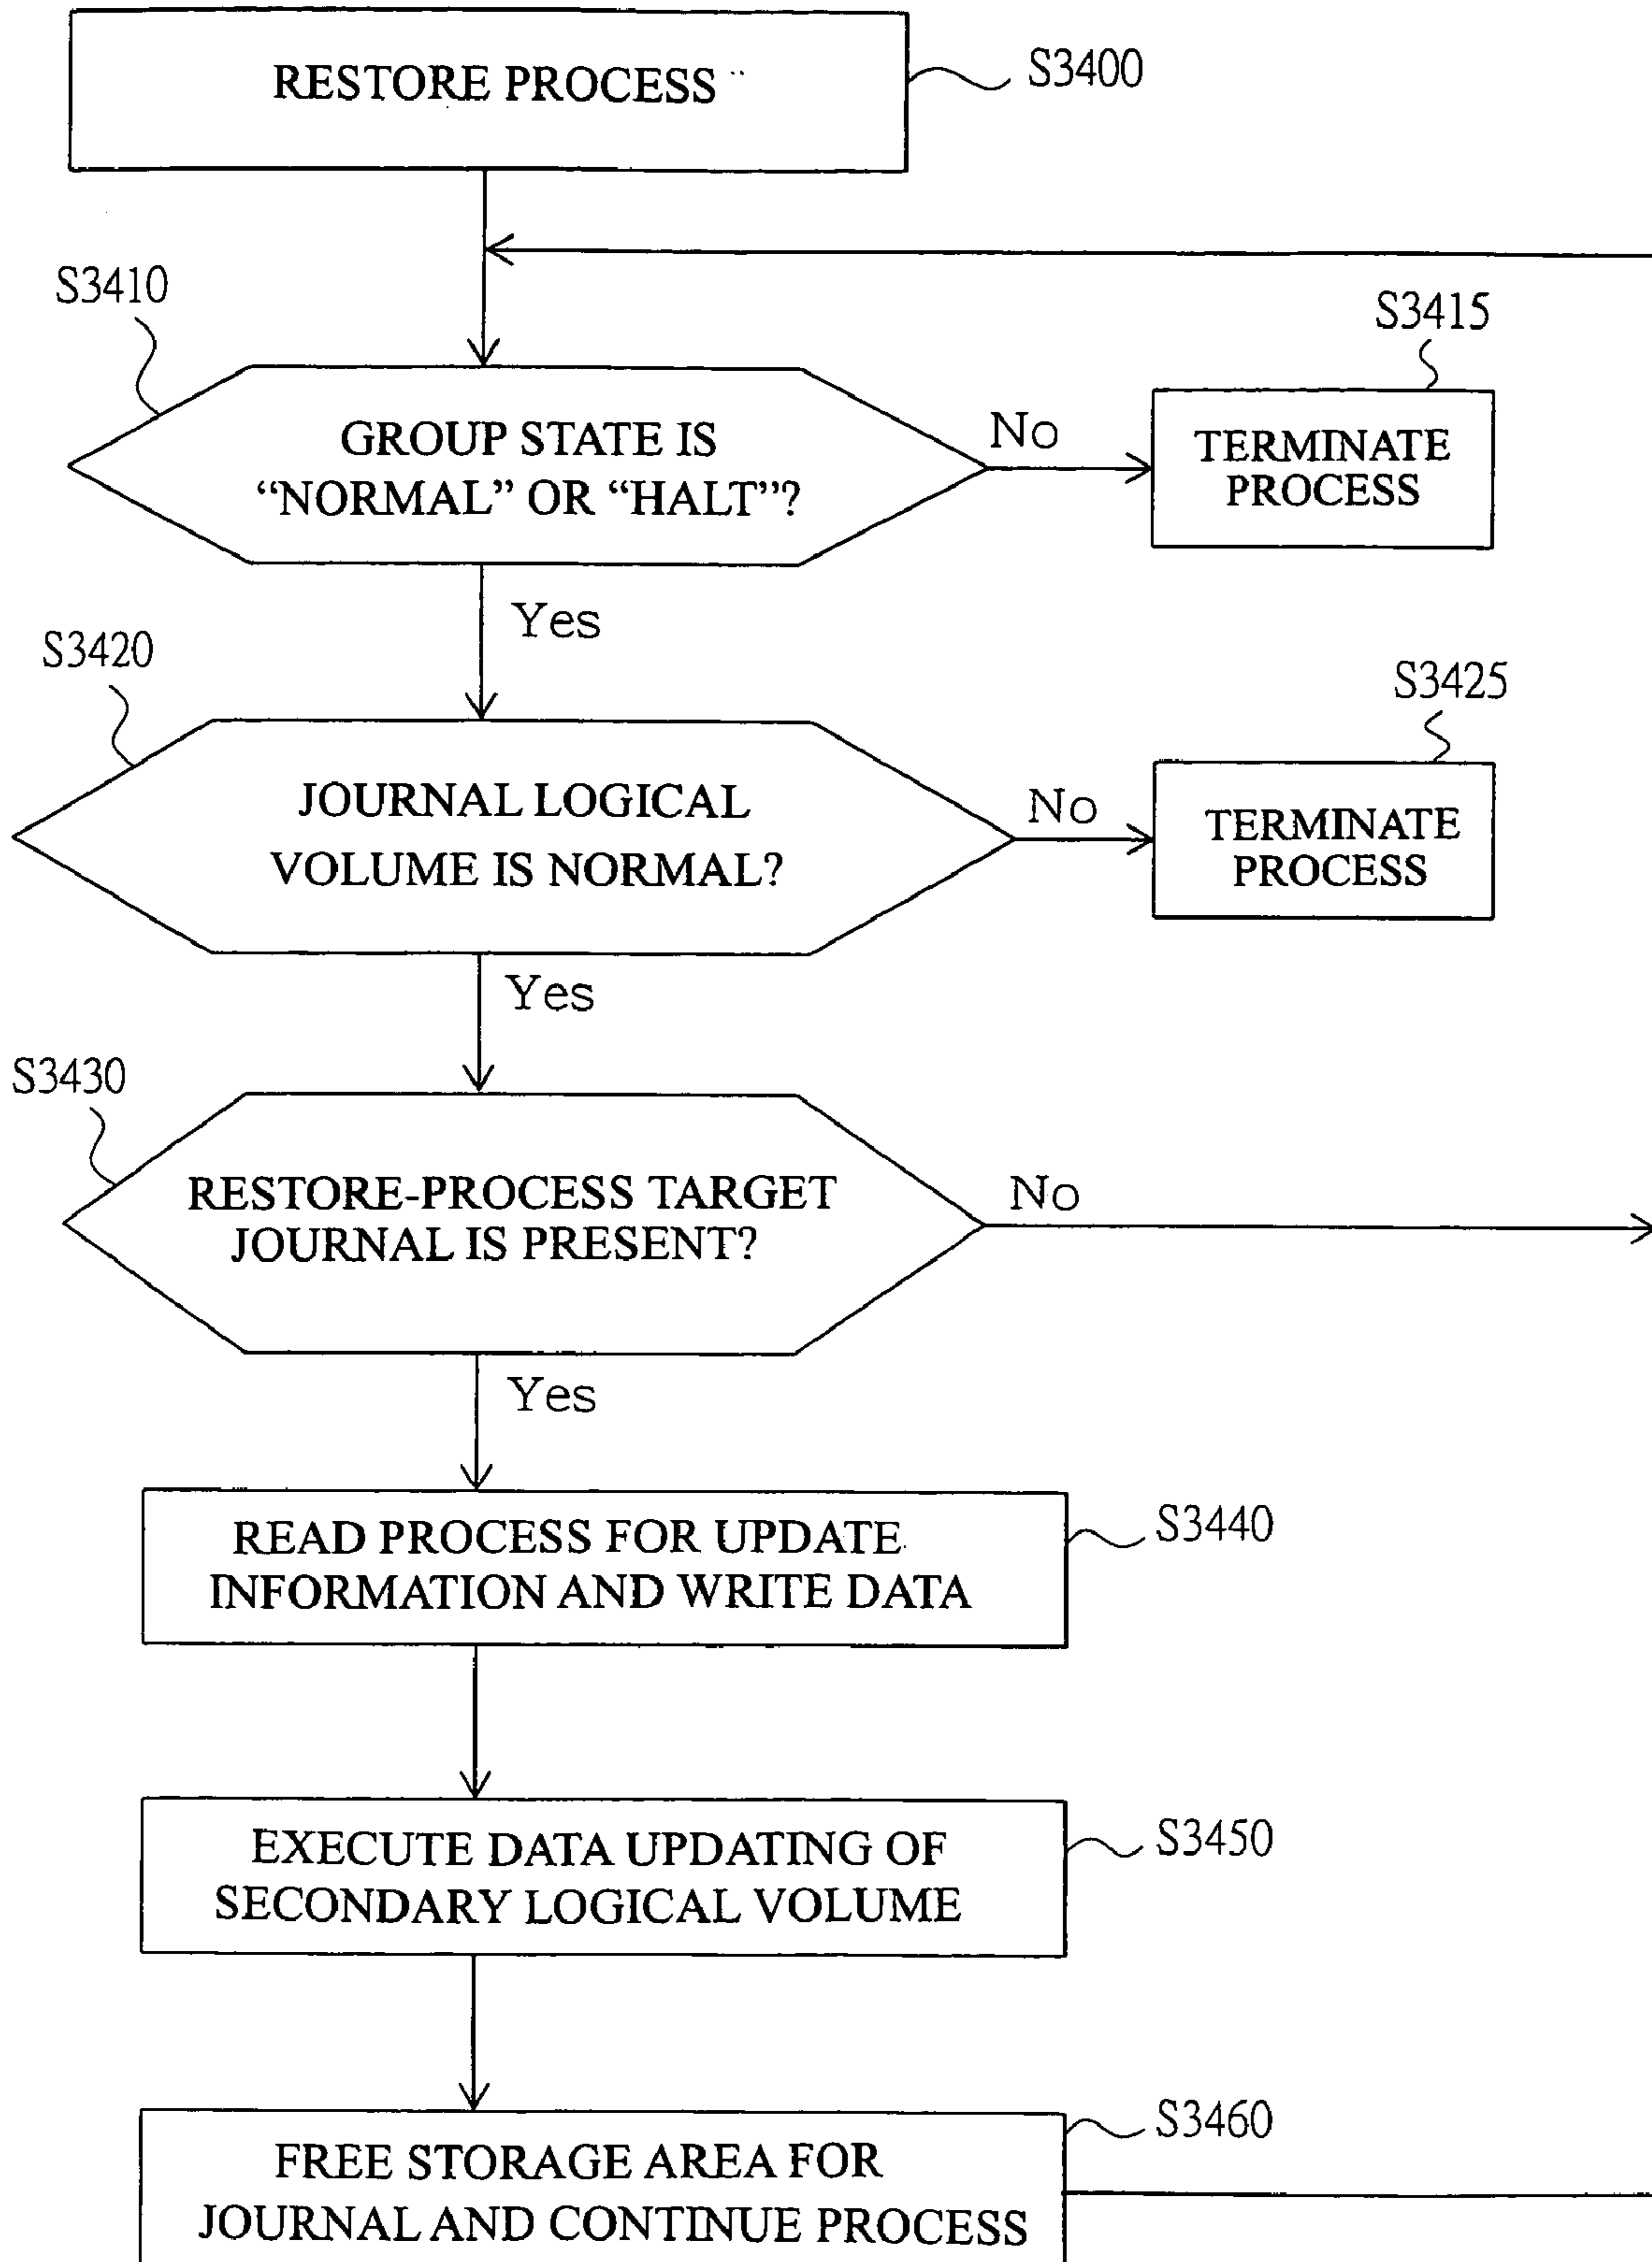 RESTORE PROCESS
S3400
S3410
GROUP STATE IS
“NORMAL” OR “HALT”?
No
S3415
TERMINATE
PROCESS
Yes
S3420
JOURNAL LOGICAL
VOLUME IS NORMAL?
No
S3425
TERMINATE
PROCESS
Yes
S3430
RESTORE-PROCESS TARGET
JOURNAL IS PRESENT?
No
Yes
READ PROCESS FOR UPDATE
INFORMATION AND WRITE DATA
S3440
EXECUTE DATA UPDATING OF
SECONDARY LOGICAL VOLUME
S3450
FREE STORAGE AREA FOR
JOURNAL AND CONTINUE PROCESS
S3460